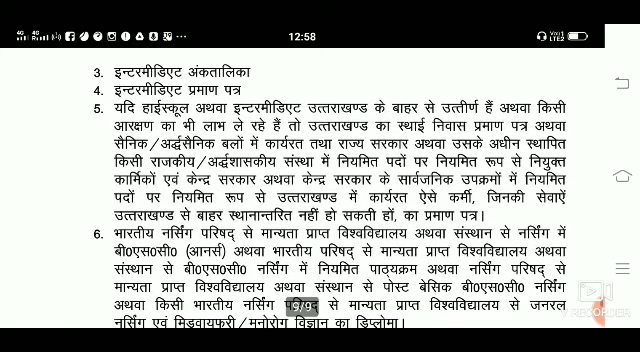 12:58
3. इन्टरमीडिएट अंकतालिका
4. इन्टरमीडिएट प्रमाण पत्र
5. यदि हाईस्कूल अथवा इन्टरमीडिएट उत्तराखण्ड के बाहर से उत्तीर्ण हैं अथवा किसी
आरक्षण का भी लाभ ले रहे हैं तो उत्तराखण्ड का स्थाई निवास प्रमाण पत्र अथवा
सैनिक/अर्द्धसैनिक बलों में कार्यरत तथा राज्य सरकार अथवा उसके अधीन स्थापित
किसी राजकीय/अर्द्धशासकीय संस्था में नियमित पदों पर नियमित रूप से नियुक्त
कार्मिकों एवं केन्द्र सरकार अथवा केन्द्र सरकार के सार्वजनिक उपक्रमों में नियमित
पदों पर नियमित रूप से उत्तराखण्ड में कार्यरत ऐसे कर्मी, जिनकी सेवाऐं
उत्तराखण्ड से बाहर स्थानान्तरित नहीं हो सकती हों, का प्रमाण पत्र।
6. भारतीय नर्सिंग परिषद् से मान्यता प्राप्त विश्वविद्यालय अथवा संस्थान से नर्सिंग में
बी0एस0सी0 (आनर्स) अथवा भारतीय परिषद् से मान्यता प्राप्त विश्वविद्यालय अथवा
संस्थान से बी0एस0सी0 नर्सिंग में नियमित पाठ्यक्रम अथवा नर्सिंग परिषद् से
मान्यता प्राप्त विश्वविद्यालय अथवा संस्थान से पोस्ट बेसिक बी0एस0सी0 नर्सिंग
अथवा किसी भारतीय नर्सिंग परिषद् से मान्यता प्राप्त विश्वविद्यालय से जनरल
9/9
नर्सिंग एवं मिडवायफरी/मनोरोग विज्ञान का डिप्लोमा।